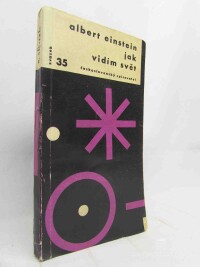 albert einstein
jak
vidím svět
československý spisovatel
35